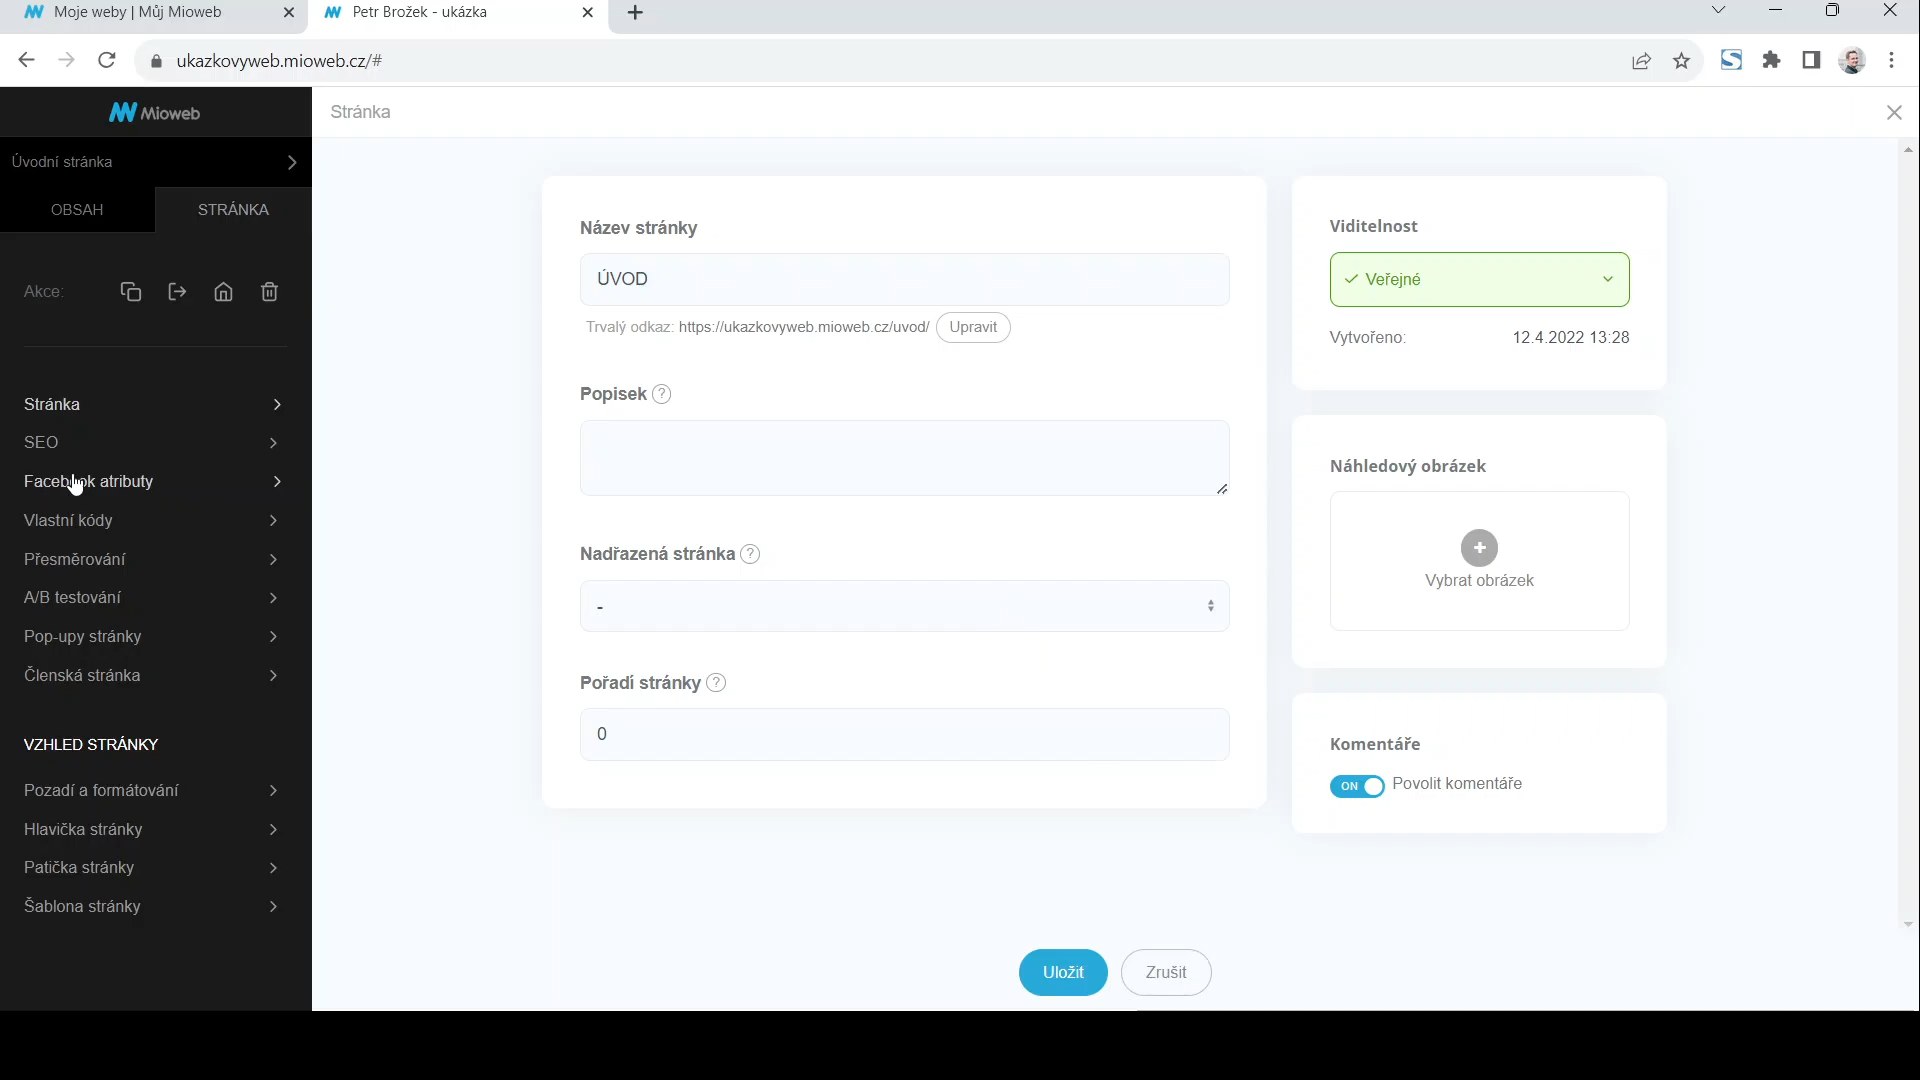 Moje weby | Můj Mioweb
Petr Brožek - ukázka
ukazkovyweb.mioweb.cz/#
Mioweb
Stránka
Úvodní stránka
OBSAH
STRÁNKA
Akce:
Stránka
SEO
Facebook atributy
Vlastní kódy
Přesměrování
A/B testování
Pop-upy stránky
Členská stránka
VZHLED STRÁNKY
Pozadí a formátování
Hlavička stránky
Patička stránky
Šablona stránky
Název stránky
ÚVOD
Trvalý odkaz: https://ukazkovyweb.mioweb.cz/uvod/ Upravit
Popisek ?
Nadřazená stránka ?
-
Pořadí stránky ?
0
Viditelnost
Veřejné
Vytvořeno: 12.4.2022 13:28
Náhledový obrázek
Vybrat obrázek
Komentáře
ON Povolit komentáře
Uložit
Zrušit